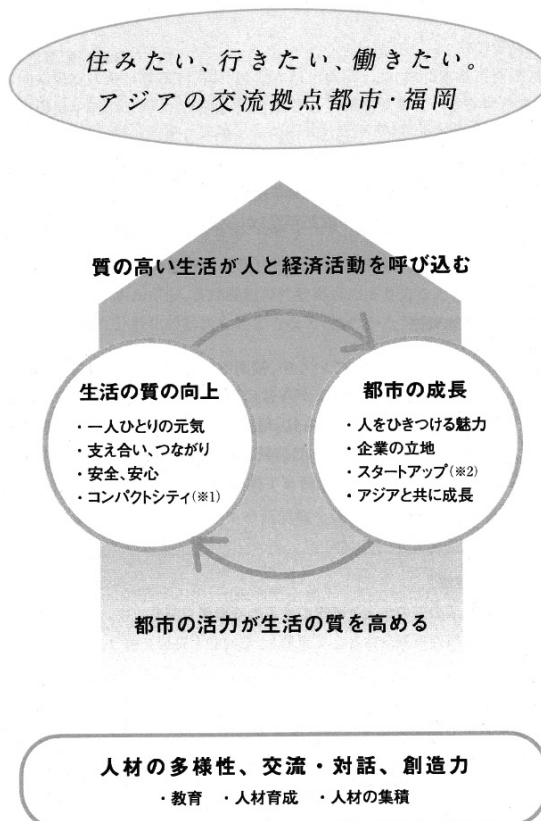 住みたい、行きたい、働きたい。
アジアの交流拠点都市・福岡
質の高い生活が人と経済活動を呼び込む
生活の質の向上
・一人ひとりの元気
・支え合い、つながり
・安全、安心
・コンパクトシティ(※1)
都市の成長
・人をひきつける魅力
・企業の立地
・スタートアップ(※2)
・アジアと共に成長
都市の活力が生活の質を高める
人材の多様性、交流・対話、創造力
・教育 ・人材育成 ・人材の集積